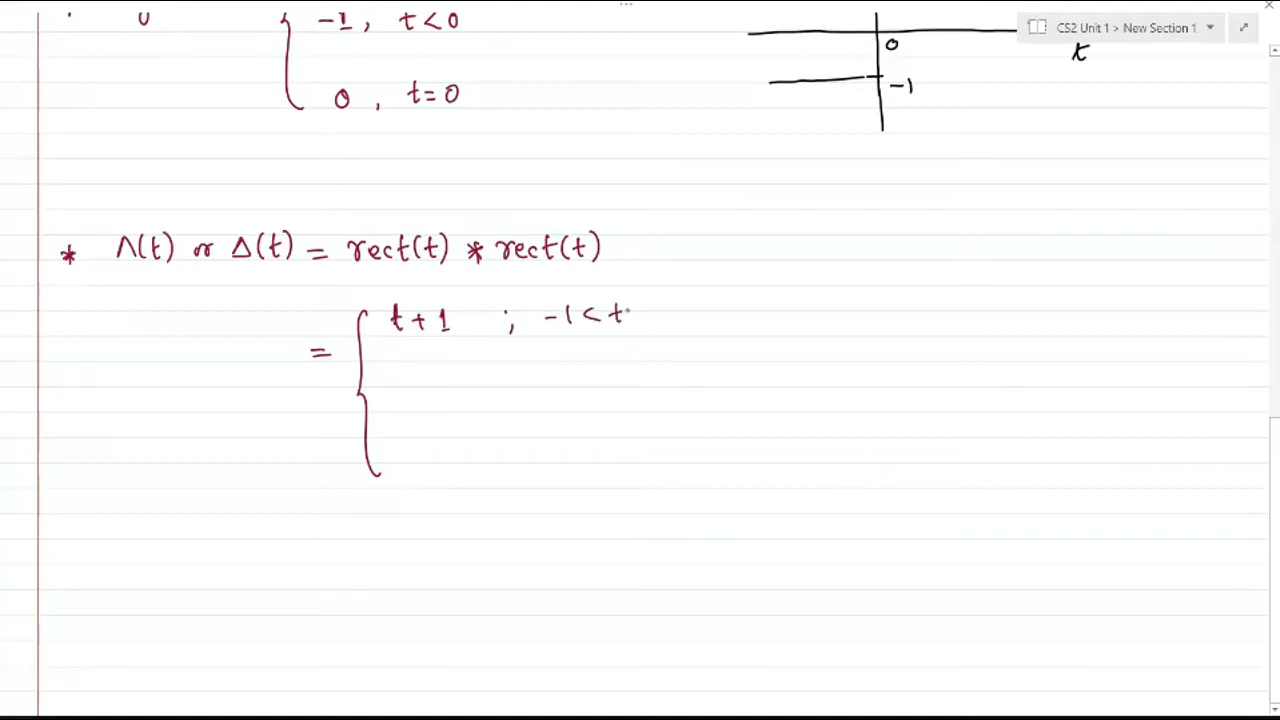 -1, t<0
CS2 Unit 1 > New Section 1
0
t
0, t=0
-1
* Λ(t) or Δ(t) = rect(t) * rect(t)
t+1 ; -1<t
=